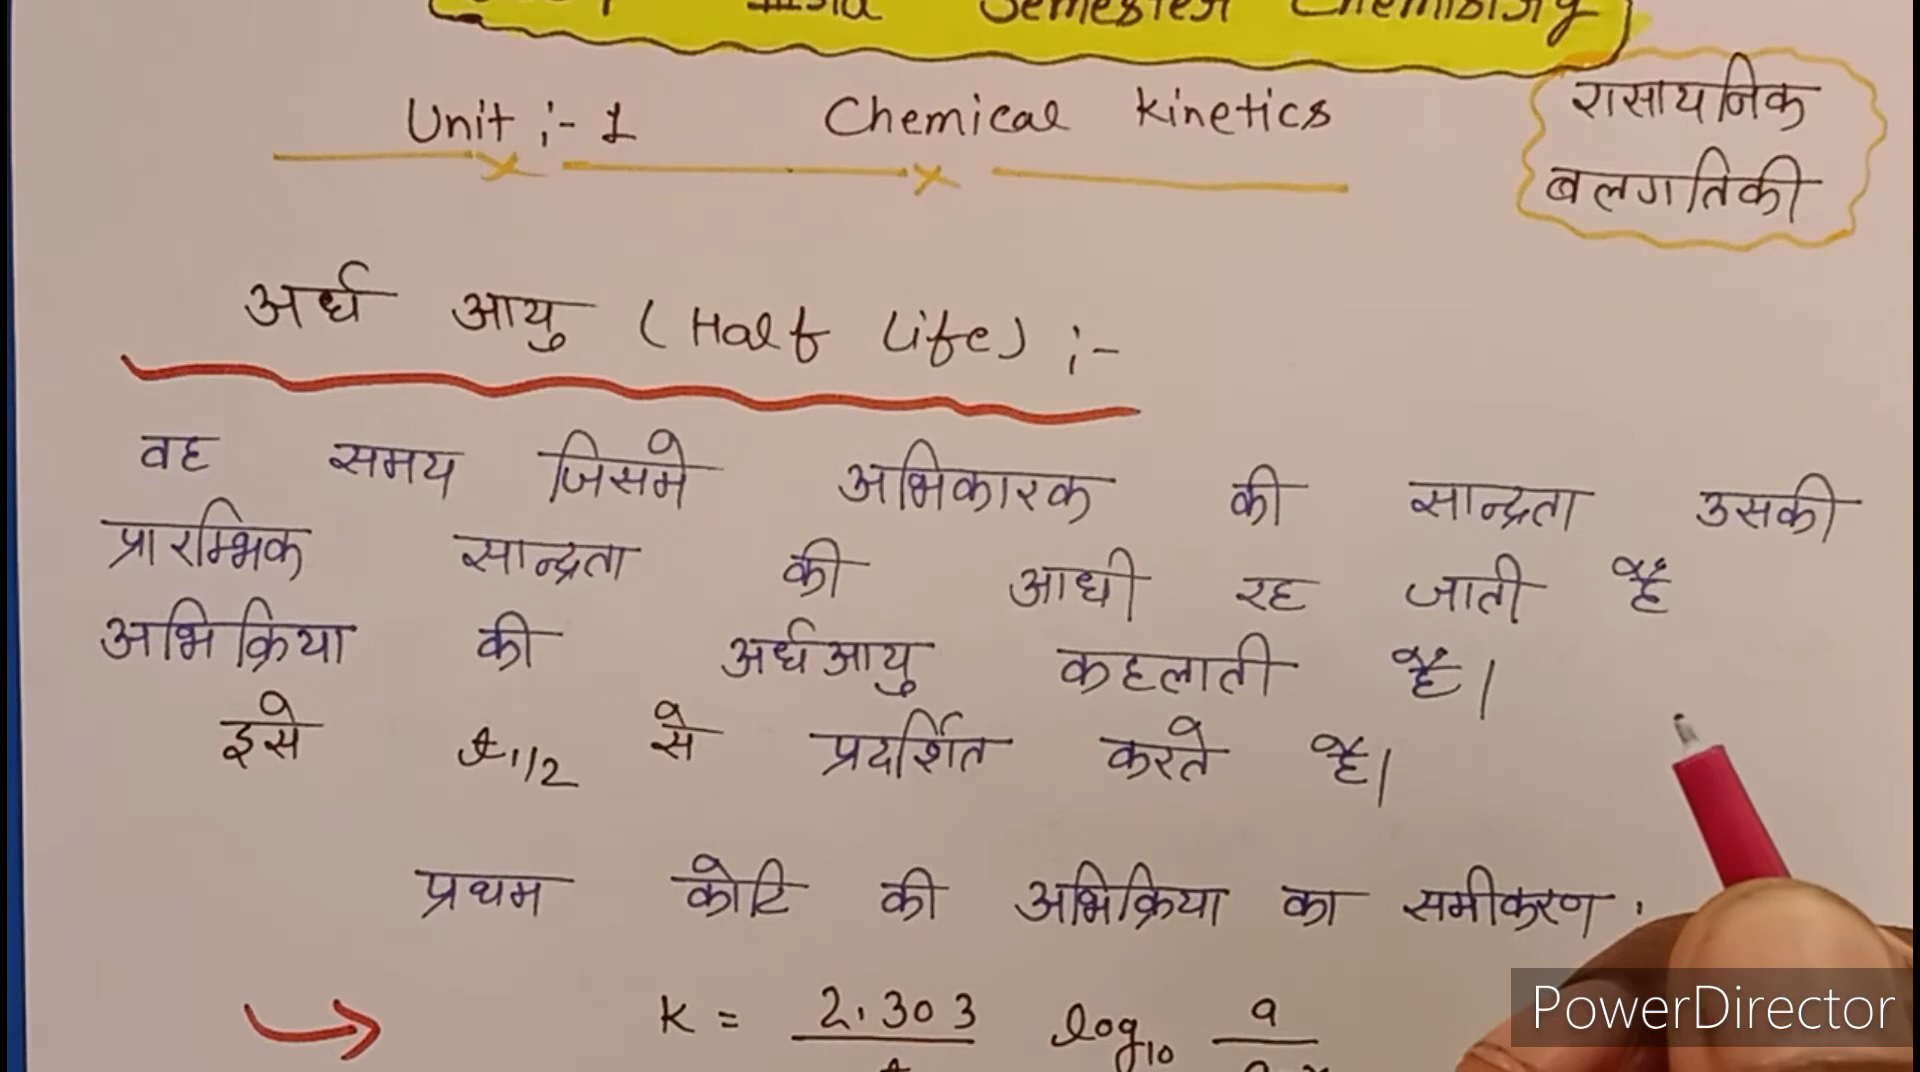 Semester Chemistry
Unit :- 1 Chemical Kinetics
रासायनिक
बलगतिकी
अर्ध आयु (Half Life) :-
वह समय जिसमे अभिकारक की सान्द्रता उसकी
प्रारम्भिक सान्द्रता की आधी रह जाती है
अभिक्रिया की अर्धआयु कहलाती है।
इसे t1/2 से प्रदर्शित करते है।
प्रथम कोटि की अभिक्रिया का समीकरण
K = 2.303 log10 a
PowerDirector